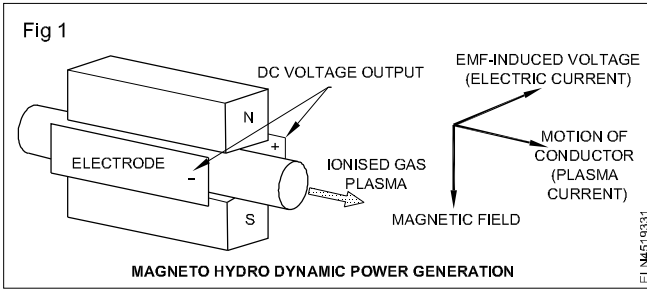 Fig 1
DC VOLTAGE OUTPUT
N
+
ELECTRODE
-
S
IONISED GAS
PLASMA
EMF-INDUCED VOLTAGE
(ELECTRIC CURRENT)
MOTION OF
CONDUCTOR
(PLASMA
CURRENT)
MAGNETIC FIELD
MAGNETO HYDRO DYNAMIC POWER GENERATION
ELN4519331